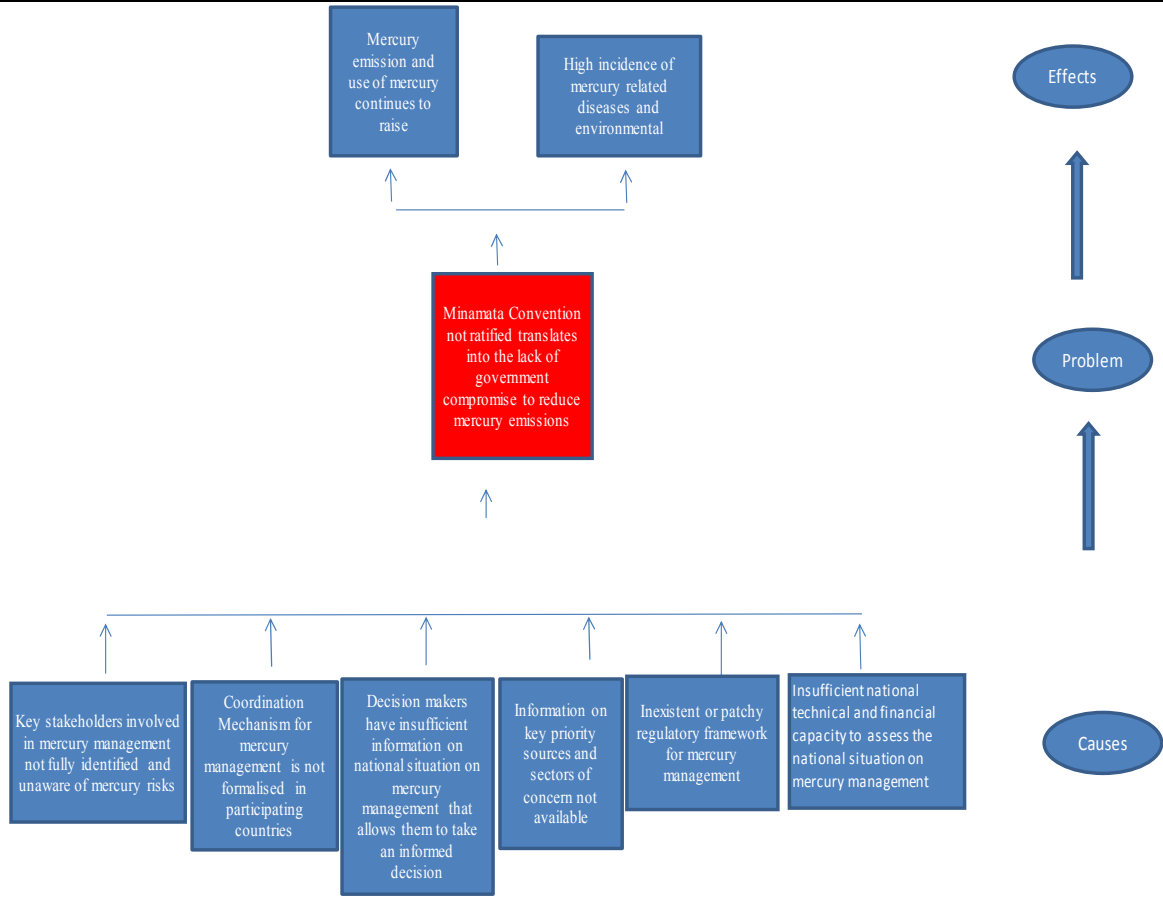 Mercury
emission and
use of mercury
continues to
raise
High incidence of
mercury related
diseases and
environmental
Effects
Minamata Convention
not ratified translates
into the lack of
government
compromise to reduce
mercury emissions
Problem
Key stakeholders involved
in mercury management
not fully identified and
unaware of mercury risks
Coordination
Mechanism for
mercury
management is not
formalised in
participating
countries
Decision makers
have insufficient
information on
national situation on
mercury
management that
allows them to take
an informed
decision
Information on
key priority
sources and
sectors of
concern not
available
Inexistent or patchy
regulatory framework
for mercury
management
Insufficient national
technical and financial
capacity to assess the
national situation on
mercury management
Causes